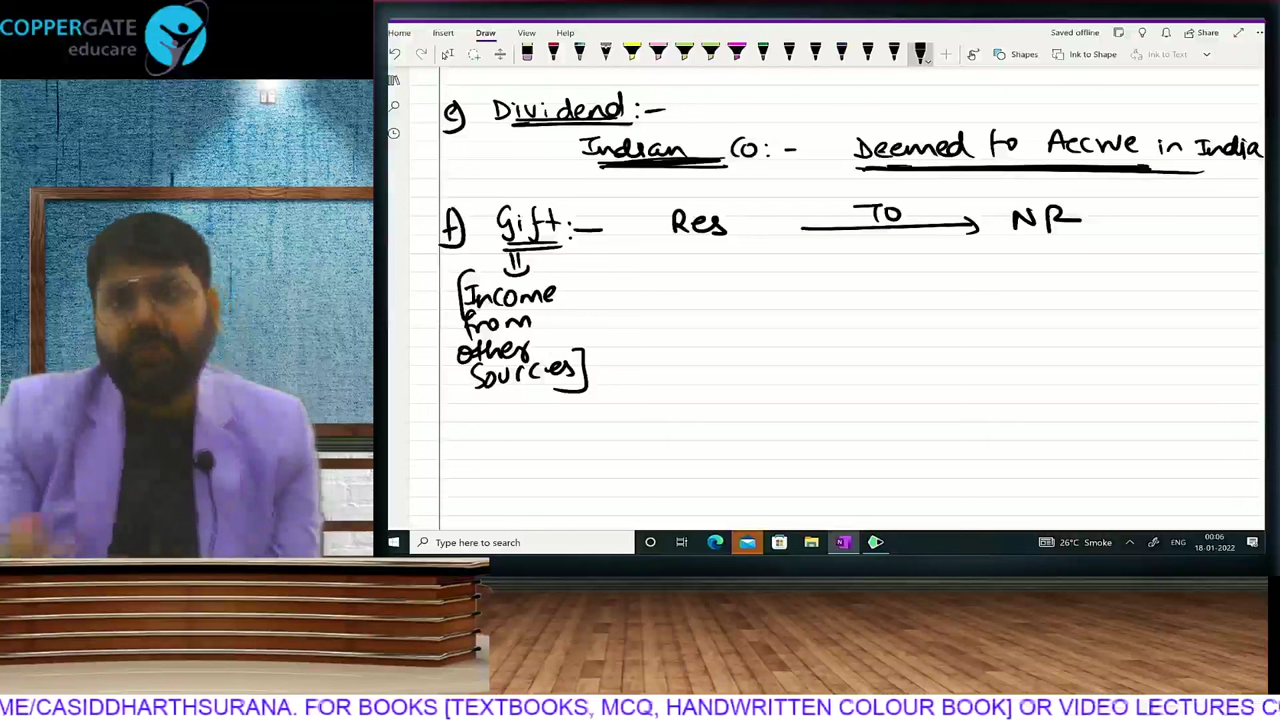 COPPERGATE
educare
Home Insert Draw View Help
Saved offline
Share
Shapes
Ink to Shape
Ink to Text
g) Dividend:-
Indian Co:- Deemed to Accrue in India
f) Gift:- Res TO NR
[Income
from
other
Sources]
Type here to search
26°C Smoke
ENG
00:06
18-01-2022
ME/CASIDDHARTHSURANA. FOR BOOKS [TEXTBOOKS, MCQ, HANDWRITTEN COLOUR BOOK] OR VIDEO LECTURES C